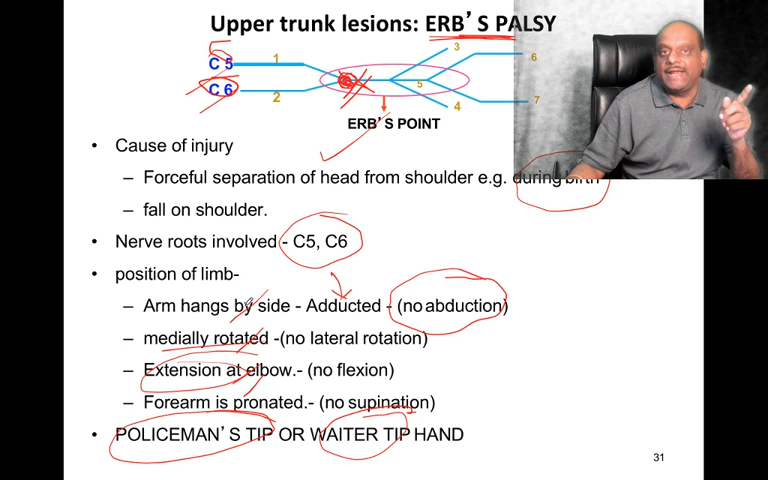 Upper trunk lesions: ERB'S PALSY
C 5
1
3
6
5
C 6
2
4
7
ERB'S POINT
• Cause of injury
– Forceful separation of head from shoulder e.g. during birth
– fall on shoulder.
• Nerve roots involved - C5, C6
• position of limb-
– Arm hangs by side - Adducted - (no abduction)
– medially rotated -(no lateral rotation)
– Extension at elbow.- (no flexion)
– Forearm is pronated.- (no supination)
• POLICEMAN'S TIP OR WAITER TIP HAND
31